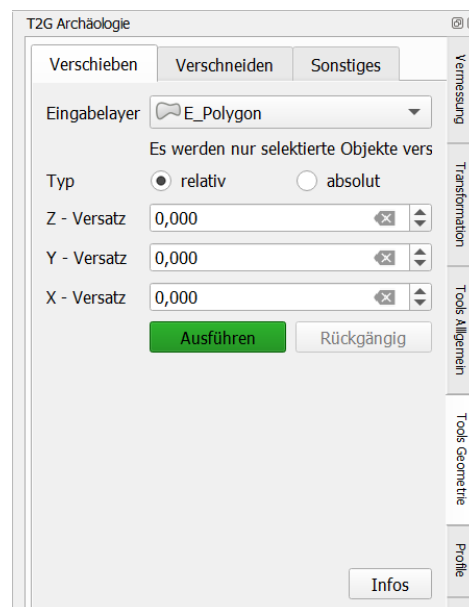 T2G Archäologie
Verschieben
Verschneiden
Sonstiges
Eingabelayer
E_Polygon
Es werden nur selektierte Objekte vers
Typ
relativ
absolut
Z - Versatz
0,000
Y - Versatz
0,000
X - Versatz
0,000
Ausführen
Rückgängig
Infos
Vermessung
Transformation
Tools Allgemein
Tools Geometrie
Profile